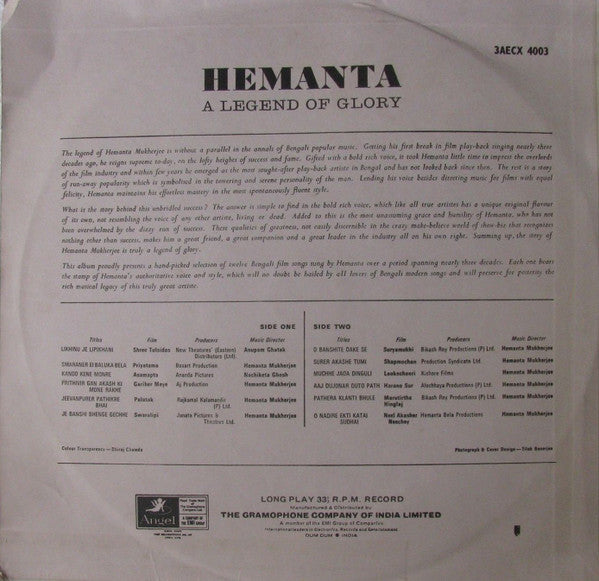 3AECX 4003
HEMANTA
A LEGEND OF GLORY
The legend of Hemanta Mukherjee is without a parallel in the annals of Bengali popular music. Getting his first break in film play-back singing nearly three
decades ago, he reigns supreme to-day, on the lofty heights of success and fame. Gifted with a bold rich voice, it took Hemanta little time to impress the overlords
of the film industry and within few years he emerged as the most sought-after play-back artiste in Bengal and has not looked back since then. The rest is a story
of run-away popularity which is symbolised in the towering and serene personality of the man. Lending his voice besides directing music for films with equal
felicity, Hemanta maintains his effortless mastery in the most spontaneously fluent style.
What is the story behind this unbridled success ? The answer is simple to find in the bold rich voice, which like all true artistes has a unique original flavour
of its own, not resembling the voice of any other artiste, living or dead. Added to this is the most unassuming grace and humility of Hemanta, who has not
been overwhelmed by the dizzy run of success. These qualities of greatness, not easily discernible in the crazy make-believe world of show-biz that recognizes
nothing other than success, makes him a great friend, a great companion and a great leader in the industry all on his own right. Summing up, the story of
Hemanta Mukherjee is truly a legend of glory.
This album proudly presents a hand-picked selection of twelve Bengali film songs sung by Hemanta over a period spanning nearly three decades. Each one bears
the stamp of Hemanta's authoritative voice and style, which will no doubt be hailed by all lovers of Bengali modern songs and will preserve for posterity the
rich musical legacy of this truly great artiste.
SIDE ONE
Titles Film Producers Music Director
LIKHINU JE LIPIKHANI Shree Tulsidas New Theatures' (Eastern) Distributors (Ltd). Anupam Ghatak
SMARANER EI BALUKA BELA Priyatama Bozart Production Hemanta Mukherjee
KANDO KENE MONRE Asamapta Ananda Pictures Nachiketa Ghosh
PRITHIVIR GAN AKASH KI MONE RAKHE Gariber Meye Aj Production Hemanta Mukherjee
JEEVANPURER PATHIKRE BHAI Palatak Rajkamal Kalamandir (P) Ltd. Hemanta Mukherjee
JE-BANSHI BHENGE GECHHE Swaralipi Janata Pictures & Theatres Ltd. Hemanta Mukherjee
SIDE TWO
Titles Film Producers Music Director
O BANSHITE DAKE SE Suryamukhi Bikash Roy Productions (P) Ltd. Hemanta Mukherjee
SURER AKASHE TUMI Shapmochan Production Syndicate Ltd. Hemanta Mukherjee
MUCHHE JADA DINGULI Lookochoori Kishore Films Hemanta Mukherjee
AAJ DUJONAR DUTO PATH Harano Sur Alochhaya Productions (P) Ltd. Hemanta Mukherjee
PATHERA KLANTI BHULE Marutirtha Hinglaj Bikash Roy Productions (P) Ltd. Hemanta Mukherjee
O NADIRE EKTI KATAI SUDHAI Neel Akasher Neechey Hemanta Bela Productions Hemanta Mukherjee
Colour Transparency – Dhiraj Chawda
Photograph & Cover Design – Tilak Banerjee
Angel
LONG PLAY 33⅓ R.P.M. RECORD
Manufactured & Distributed by
THE GRAMOPHONE COMPANY OF INDIA LIMITED
A member of the EMI Group of Companies
International leaders in Electronics, Records and Entertainment
DUM DUM INDIA